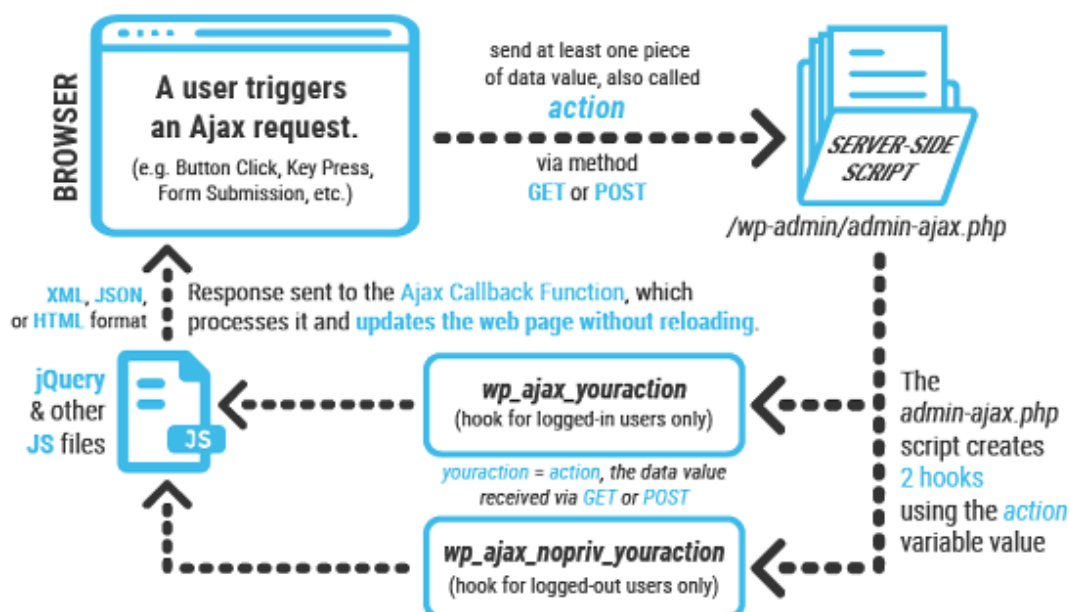 BROWSER
A user triggers
an Ajax request.
(e.g. Button Click, Key Press,
Form Submission, etc.)
send at least one piece
of data value, also called
action
via method
GET or POST
SERVER-SIDE
SCRIPT
/wp-admin/admin-ajax.php
XML, JSON,
or HTML format
Response sent to the Ajax Callback Function, which
processes it and updates the web page without reloading.
jQuery
& other
JS files
JS
wp_ajax_youraction
(hook for logged-in users only)
youraction = action, the data value
received via GET or POST
wp_ajax_nopriv_youraction
(hook for logged-out users only)
The
admin-ajax.php
script creates
2 hooks
using the action
variable value